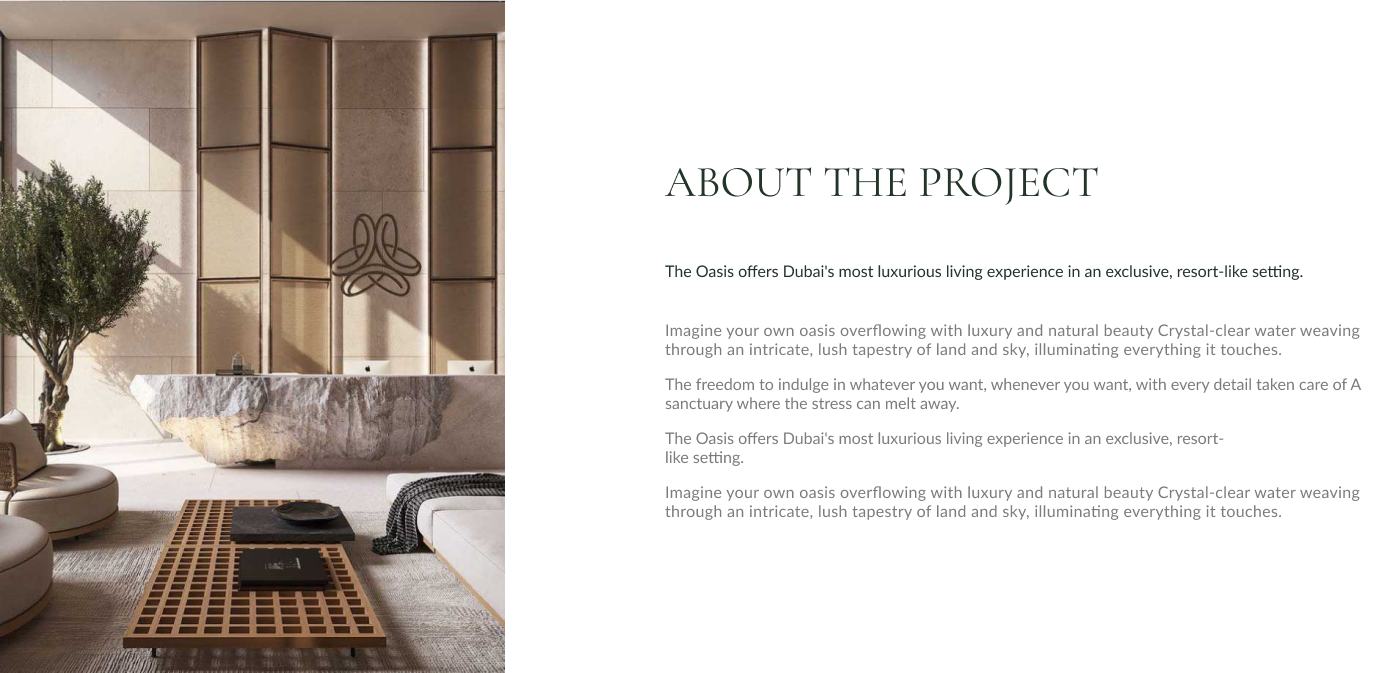 ABOUT THE PROJECT
The Oasis offers Dubai's most luxurious living experience in an exclusive, resort-like setting.
Imagine your own oasis overflowing with luxury and natural beauty Crystal-clear water weaving
through an intricate, lush tapestry of land and sky, illuminating everything it touches.
The freedom to indulge in whatever you want, whenever you want, with every detail taken care of A
sanctuary where the stress can melt away.
The Oasis offers Dubai's most luxurious living experience in an exclusive, resort-
like setting.
Imagine your own oasis overflowing with luxury and natural beauty Crystal-clear water weaving
through an intricate, lush tapestry of land and sky, illuminating everything it touches.